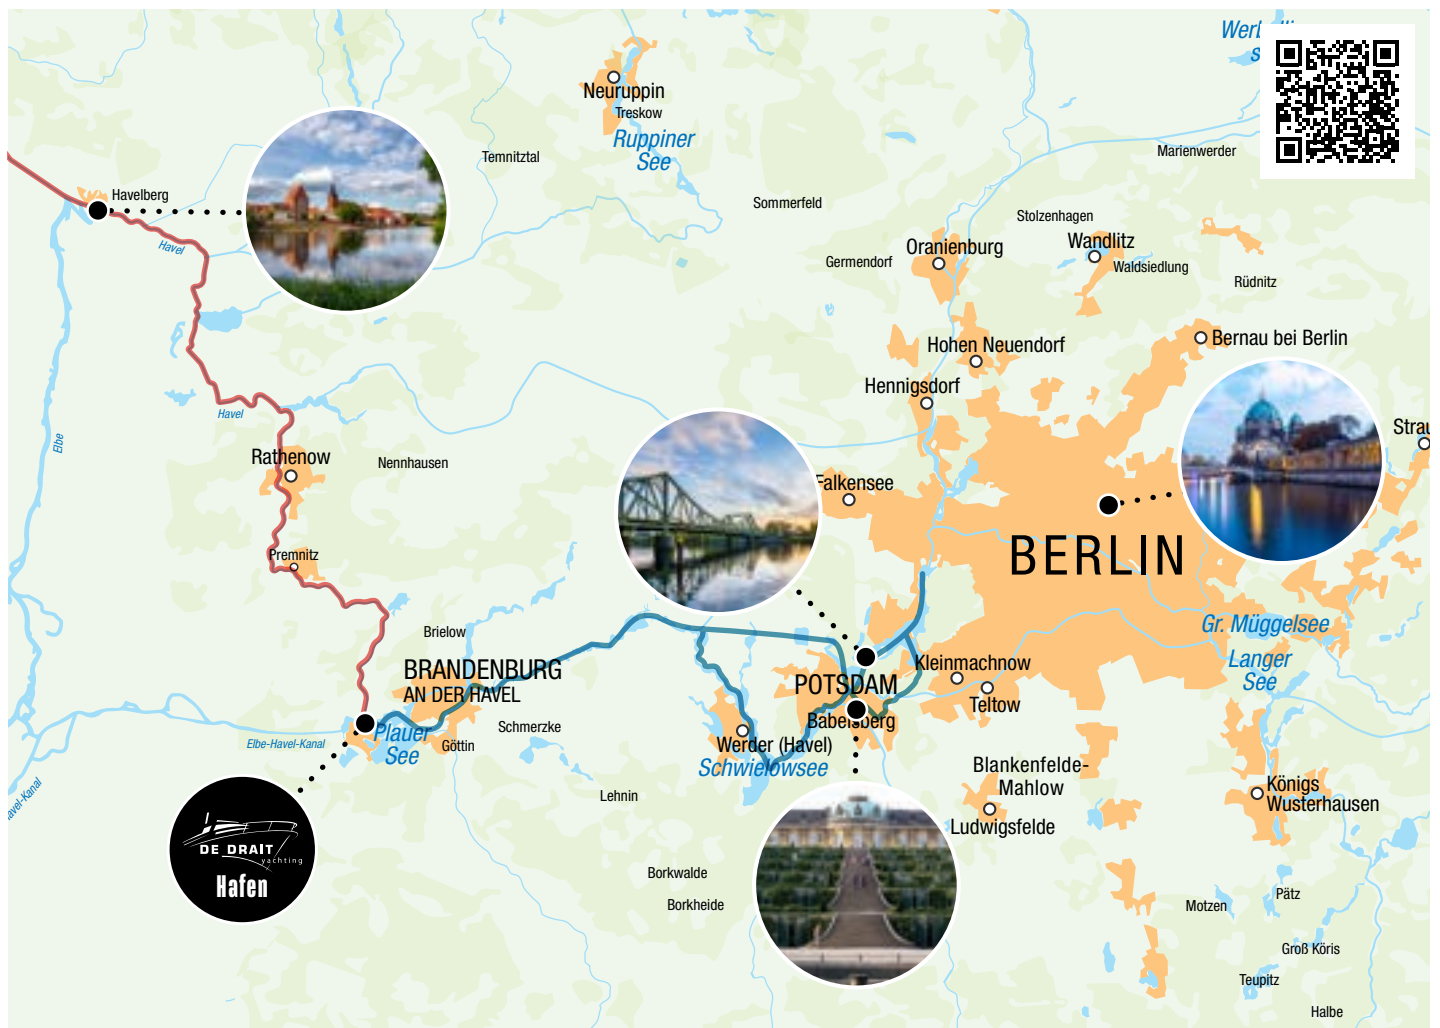 Neuruppin
Treskow
Ruppiner
See
Temnitztal
Marienwerder
Havelberg
Havel
Sommerfeld
Stolzenhagen
Oranienburg
Wandlitz
Germendorf
Waldsiedlung
Rüdnitz
Hohen Neuendorf
Bernau bei Berlin
Hennigsdorf
Havel
Elbe
Rathenow
Nennhausen
Falkensee
Strau
Premnitz
BERLIN
Brielow
Gr. Müggelsee
Langer
See
BRANDENBURG
AN DER HAVEL
Kleinmachnow
POTSDAM
Teltow
Babelsberg
Schmerzke
Göttin
Plauer
See
Elbe-Havel-Kanal
Werder (Havel)
Schwielowsee
Blankenfelde-
Mahlow
Ludwigsfelde
Königs
Wusterhausen
Lehnin
avel-Kanal
DE DRAIT
yachting
Hafen
Borkwalde
Borkheide
Motzen
Pätz
Groß Köris
Teupitz
Halbe